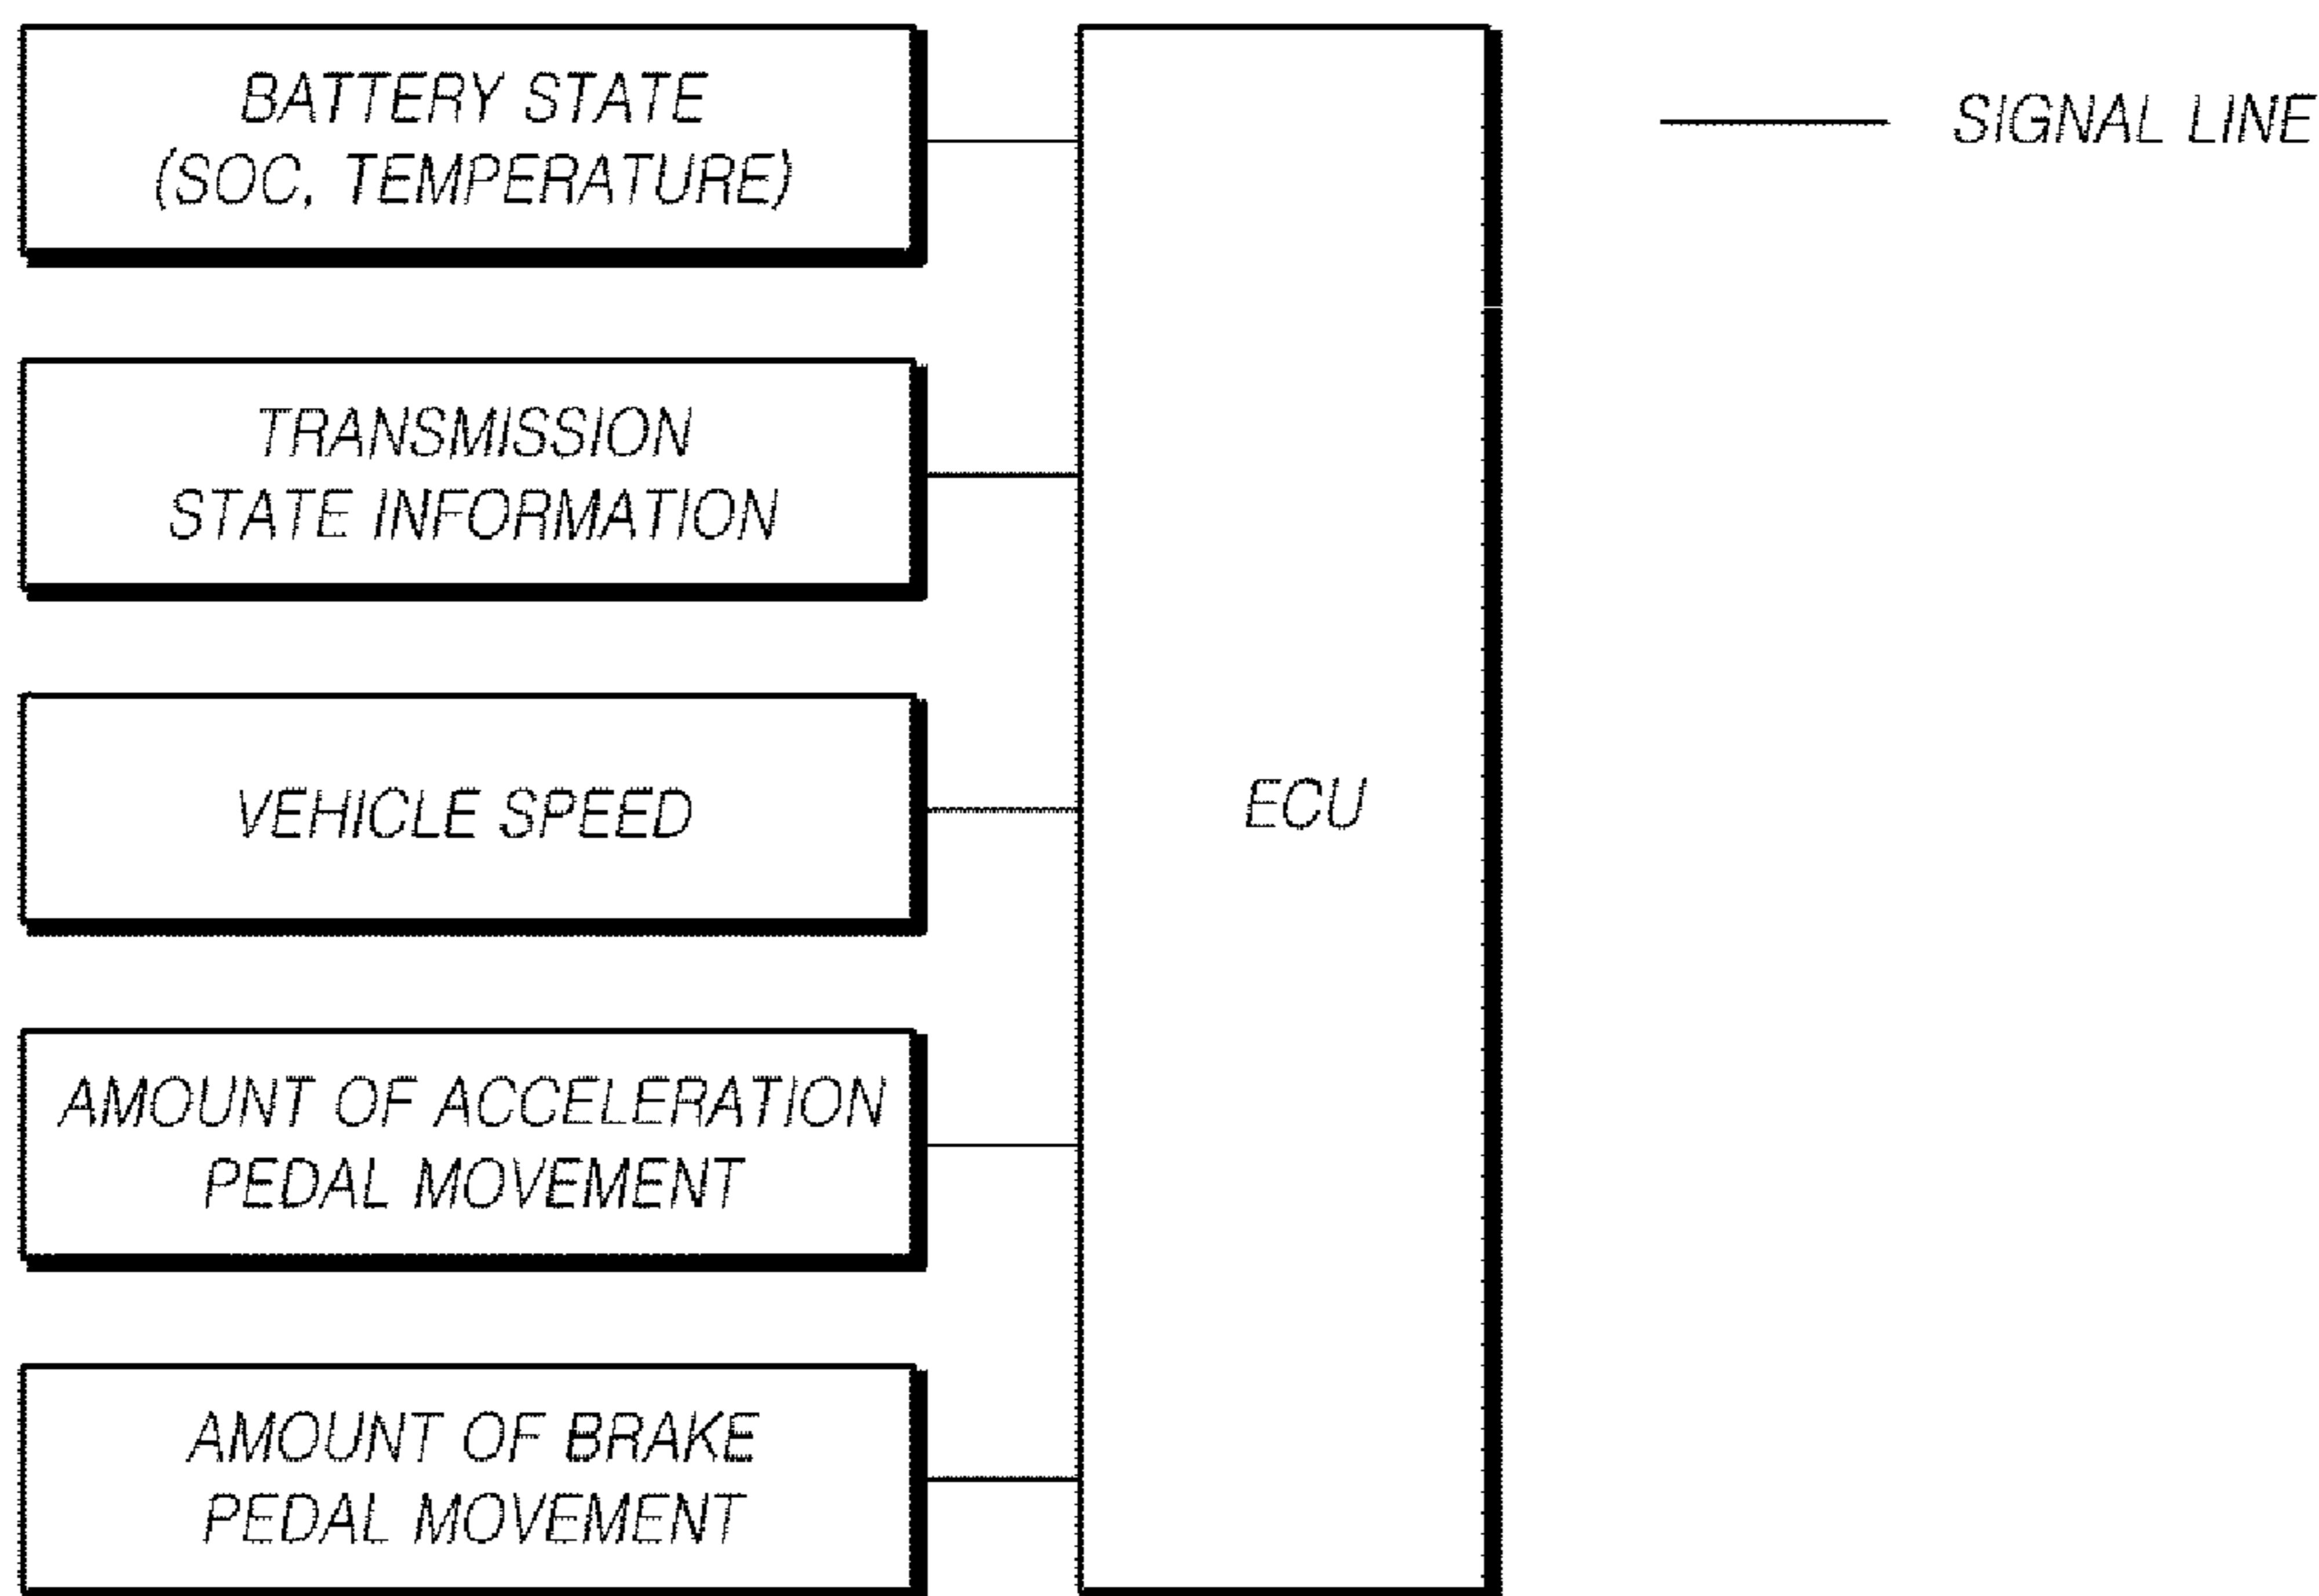 BATTERY STATE
(SOC, TEMPERATURE)
SIGNAL LINE
TRANSMISSION
STATE INFORMATION
VEHICLE SPEED
ECU
AMOUNT OF ACCELERATION
PEDAL MOVEMENT
AMOUNT OF BRAKE
PEDAL MOVEMENT